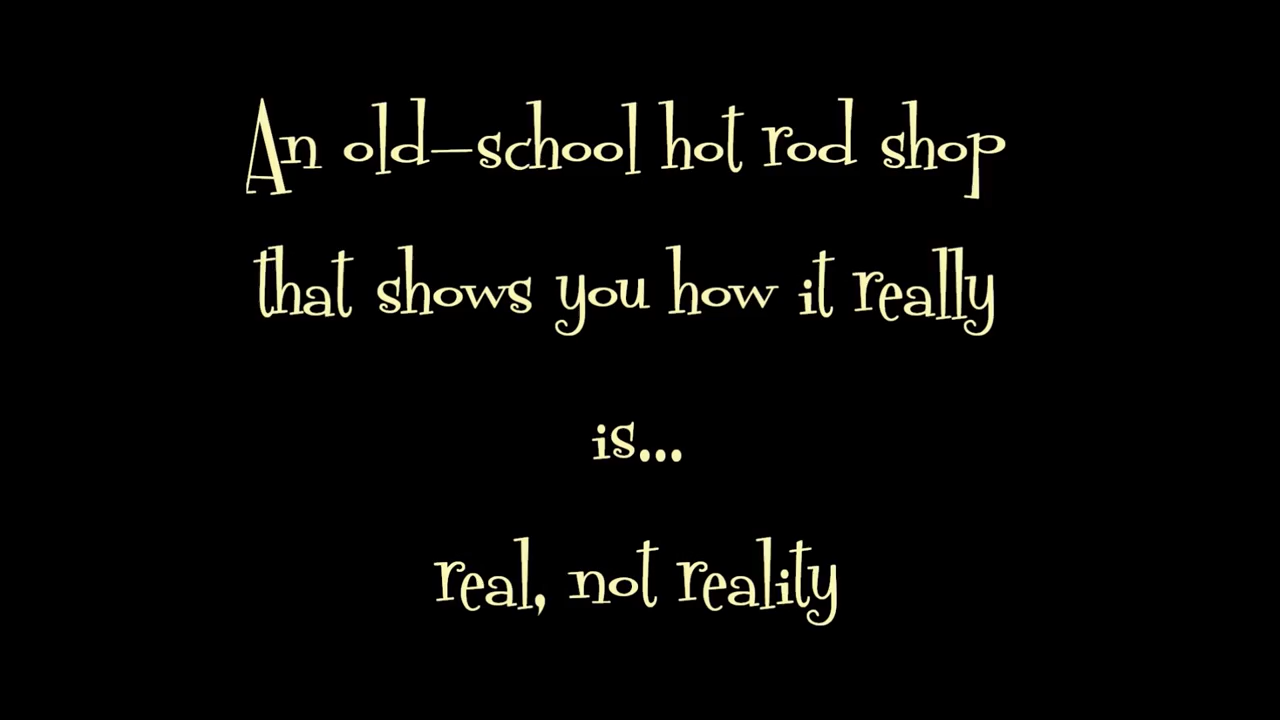 An old-school hot rod shop
that shows you how it really
is...
real, not reality